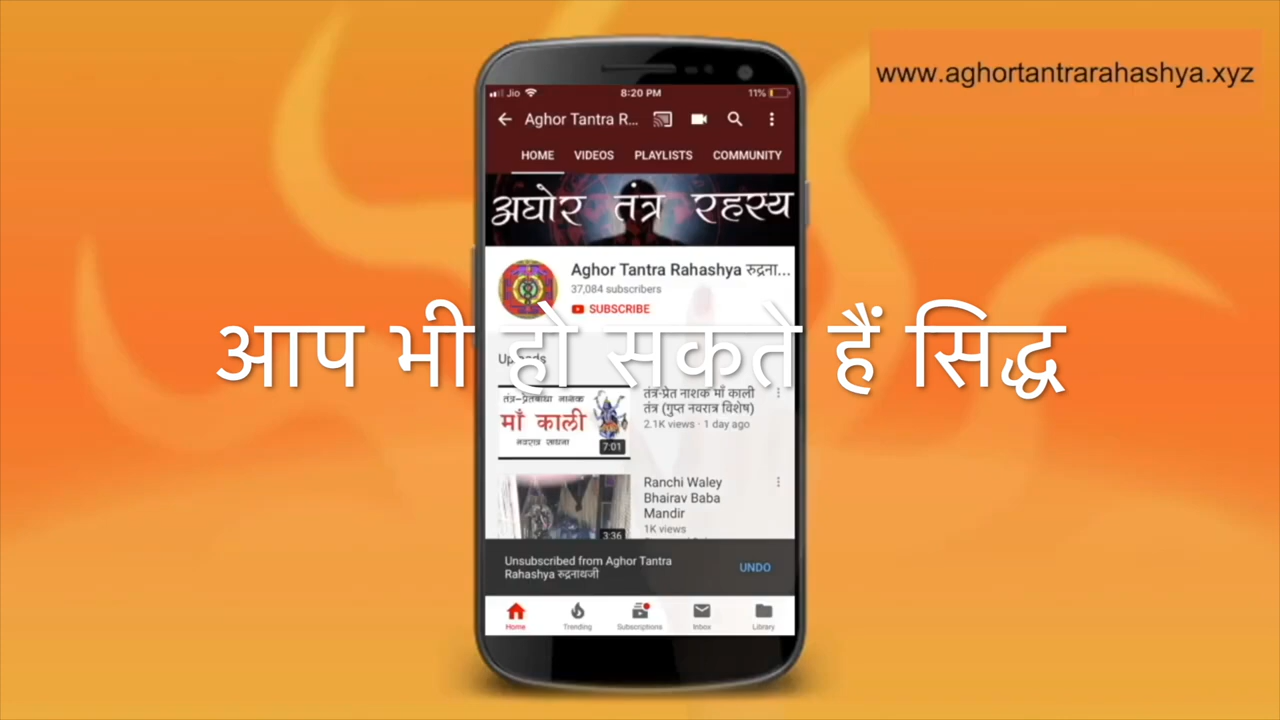 www.aghortantrarahashya.xyz
Jio 8:20 PM 11%
Aghor Tantra R...
HOME VIDEOS PLAYLISTS COMMUNITY
अघोर तंत्र रहस्य
Aghor Tantra Rahashya रुद्रना...
37,084 subscribers
SUBSCRIBE
आप भी हो सकते हैं सिद्ध
Uploads
तंत्र-प्रेतबाधा नाशक
माँ काली
नवरात्र साधना
7:01
तंत्र-प्रेत नाशक माँ काली
तंत्र (गुप्त नवरात्र विशेष)
2.1K views · 1 day ago
Ranchi Waley
Bhairav Baba
Mandir
1K views
3:36
Unsubscribed from Aghor Tantra
Rahashya रुद्रनाथजी
UNDO
Home Trending Subscriptions Inbox Library